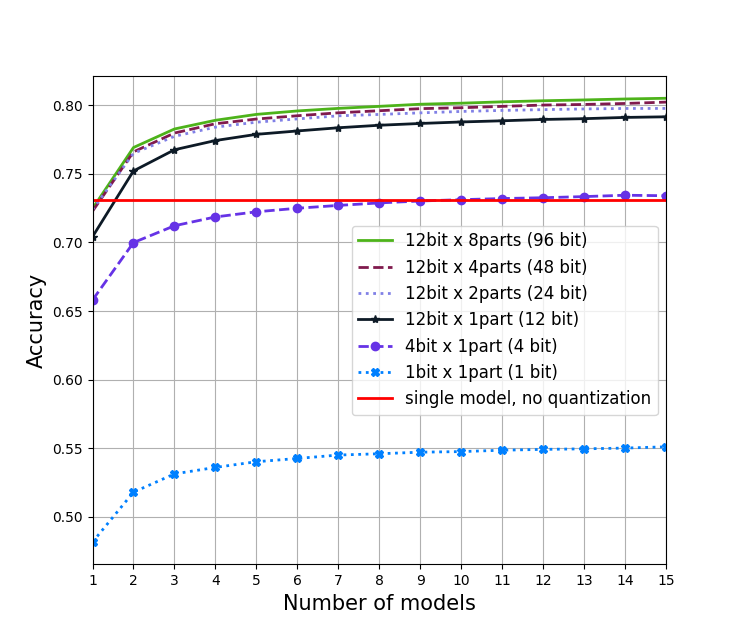 Accuracy
0.80
0.75
0.70
0.65
0.60
0.55
0.50
12bit x 8parts (96 bit)
12bit x 4parts (48 bit)
12bit x 2parts (24 bit)
12bit x 1part (12 bit)
4bit x 1part (4 bit)
1bit x 1part (1 bit)
single model, no quantization
1 2 3 4 5 6 7 8 9 10 11 12 13 14 15
Number of models